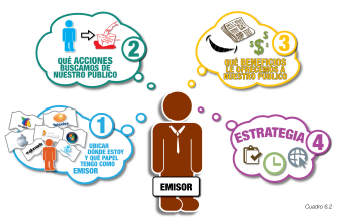 1
UBICAR
DÓNDE ESTOY
Y QUÉ PAPEL
TENGO COMO
EMISOR
2
QUÉ ACCIONES
BUSCAMOS DE
NUESTRO PÚBLICO
3
QUÉ BENEFICIOS
LE OFRECEMOS A
NUESTRO PÚBLICO
ESTRATEGIA 4
EMISOR
Cuadro 6.2